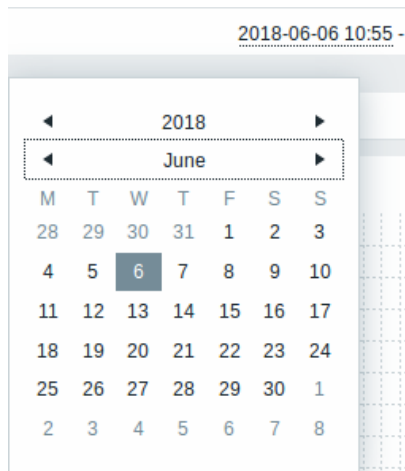 2018-06-06 10:55 -
2018
June
M T W T F S S
28 29 30 31 1 2 3
4 5 6 7 8 9 10
11 12 13 14 15 16 17
18 19 20 21 22 23 24
25 26 27 28 29 30 1
2 3 4 5 6 7 8